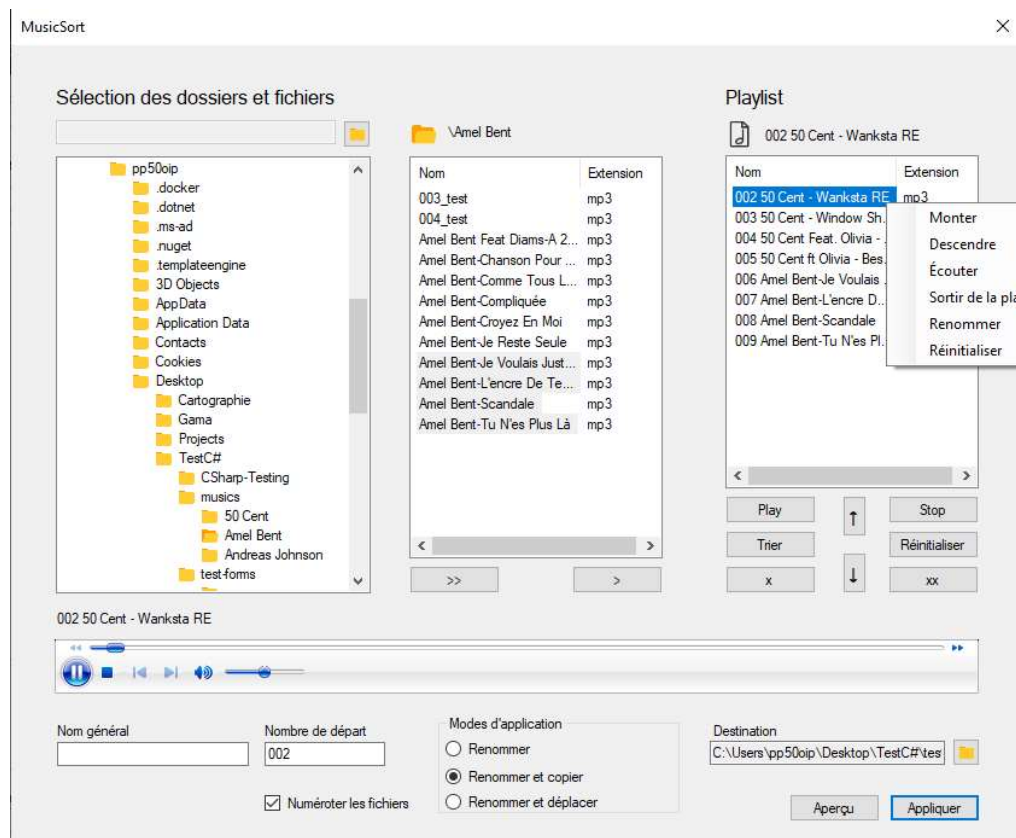 MusicSort
Sélection des dossiers et fichiers
pp50oip
.docker
.dotnet
.ms-ad
.nuget
.templateengine
3D Objects
AppData
Application Data
Contacts
Cookies
Desktop
Cartographie
Gama
Projects
TestC#
CSharp-Testing
musics
50 Cent
Amel Bent
Andreas Johnson
test-forms
\Amel Bent
Nom Extension
003_test mp3
004_test mp3
Amel Bent Feat Diams-A 2... mp3
Amel Bent-Chanson Pour ... mp3
Amel Bent-Comme Tous L... mp3
Amel Bent-Compliquée mp3
Amel Bent-Croyez En Moi mp3
Amel Bent-Je Reste Seule mp3
Amel Bent-Je Voulais Just... mp3
Amel Bent-L'encre De Te... mp3
Amel Bent-Scandale mp3
Amel Bent-Tu N'es Plus Là mp3
>> >
Playlist
002 50 Cent - Wanksta RE
Nom Extension
002 50 Cent - Wanksta RE mp3
003 50 Cent - Window Sh...
004 50 Cent Feat. Olivia - ...
005 50 Cent ft Olivia - Bes...
006 Amel Bent-Je Voulais ...
007 Amel Bent-L'encre D...
008 Amel Bent-Scandale
009 Amel Bent-Tu N'es Pl...
Monter
Descendre
Écouter
Sortir de la pla
Renommer
Réinitialiser
Play ↑ Stop
Trier Réinitialiser
x ↓ xx
002 50 Cent - Wanksta RE
Nom général
Nombre de départ
002
Numéroter les fichiers
Modes d'application
Renommer
Renommer et copier
Renommer et déplacer
Destination
C:\Users\pp50oip\Desktop\TestC#\tes
Aperçu Appliquer